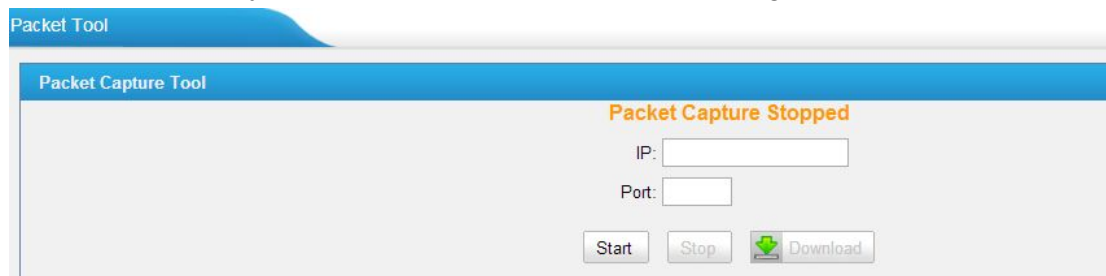 Packet Tool
Packet Capture Tool
Packet Capture Stopped
IP:
Port:
Start Stop Download